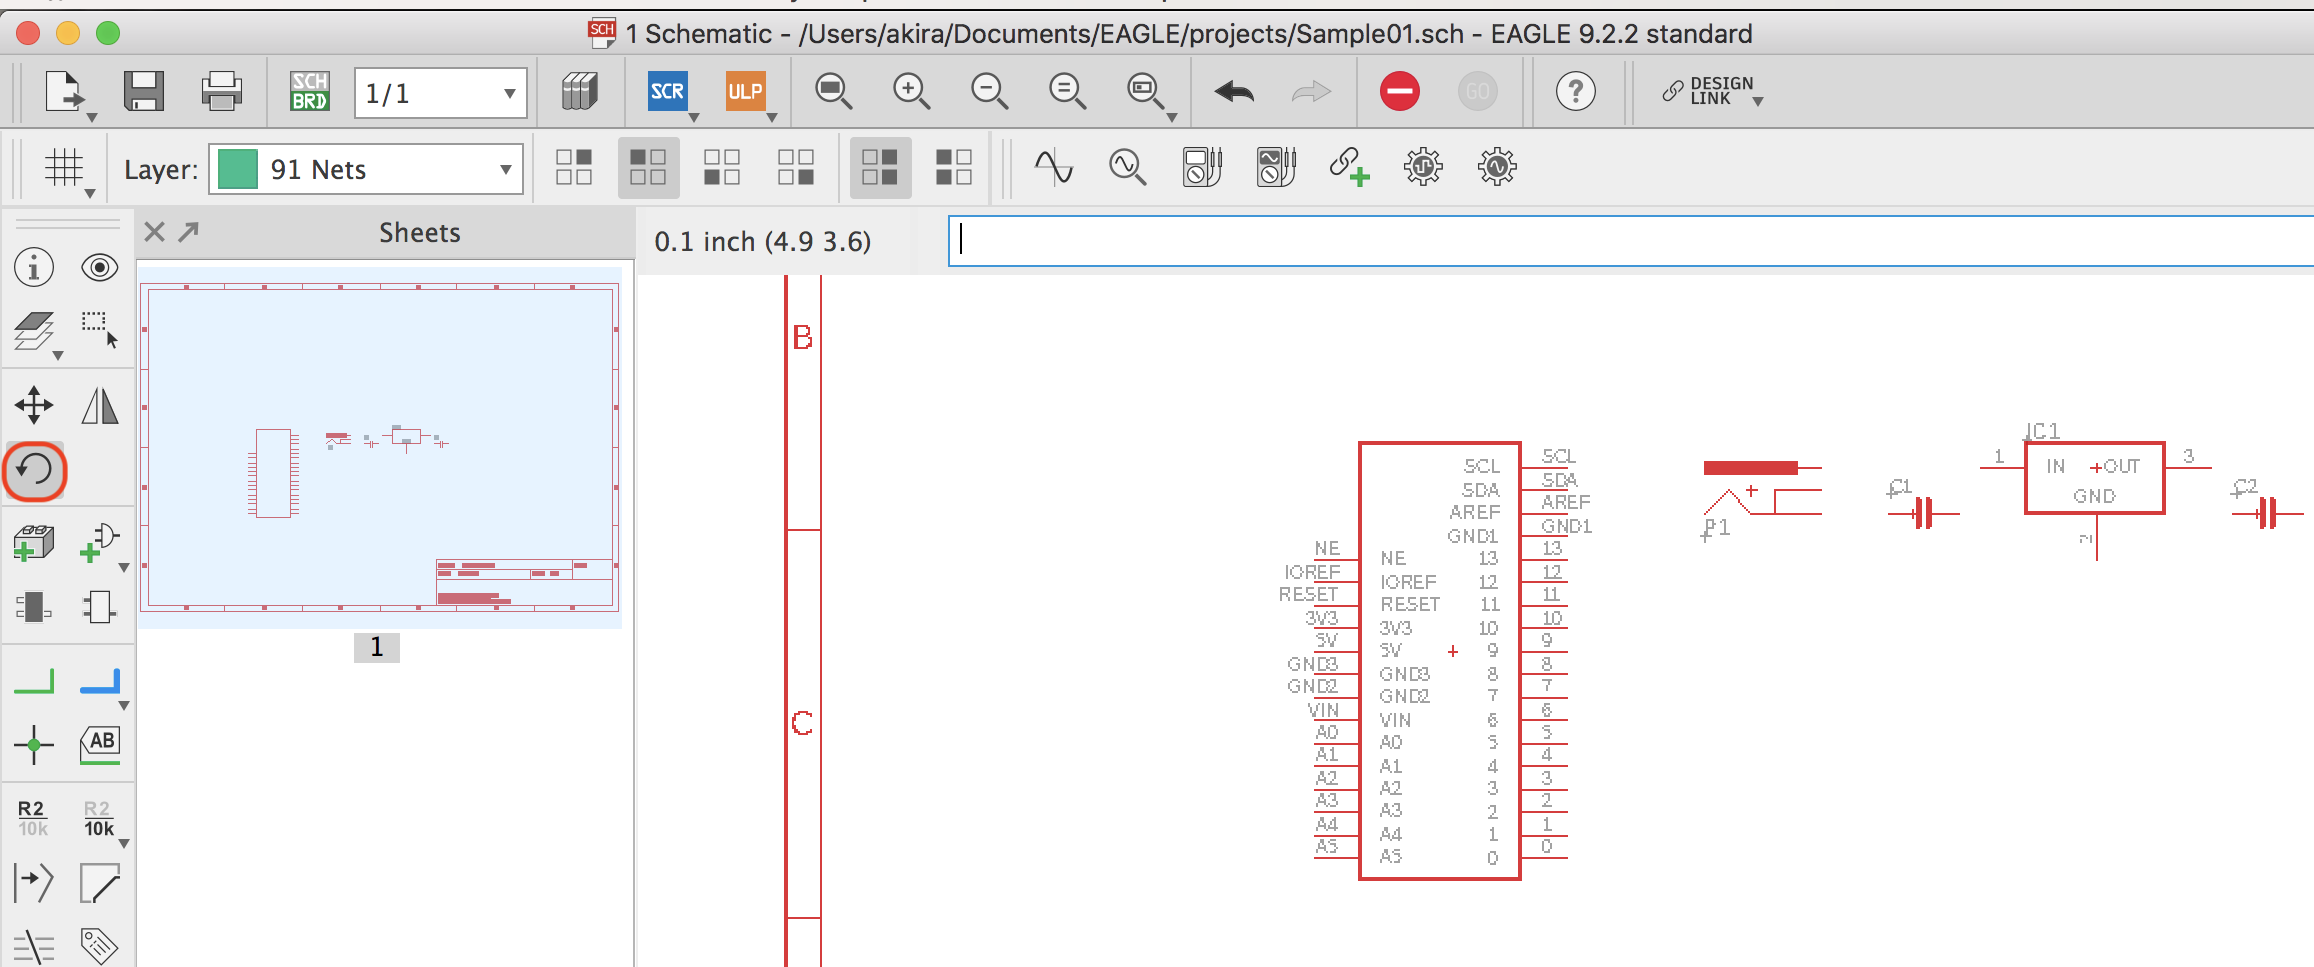 SCH 1 Schematic - /Users/akira/Documents/EAGLE/projects/Sample01.sch - EAGLE 9.2.2 standard
SCH BRD 1/1 SCR ULP GO ? DESIGN LINK
Layer: 91 Nets
Sheets
0.1 inch (4.9 3.6)
1
AB
R2 R2
10k 10k
B
C
SCL SCL
SDA SDA
AREF AREF
GND1 GND1
NE NE 13 13
IOREF IOREF 12 12
RESET RESET 11 11
3V3 3V3 10 10
5V 5V 9 9
GND3 GND3 8 8
GND2 GND2 7 7
VIN VIN 6 6
A0 A0 5 5
A1 A1 4 4
A2 A2 3 3
A3 A3 2 2
A4 A4 1 1
A5 A5 0 0
P1
C1
IC1
1 IN OUT 3
GND
2
C2